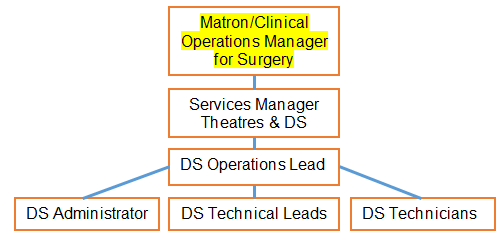 Matron/Clinical
Operations Manager
for Surgery
Services Manager
Theatres & DS
DS Operations Lead
DS Administrator
DS Technical Leads
DS Technicians